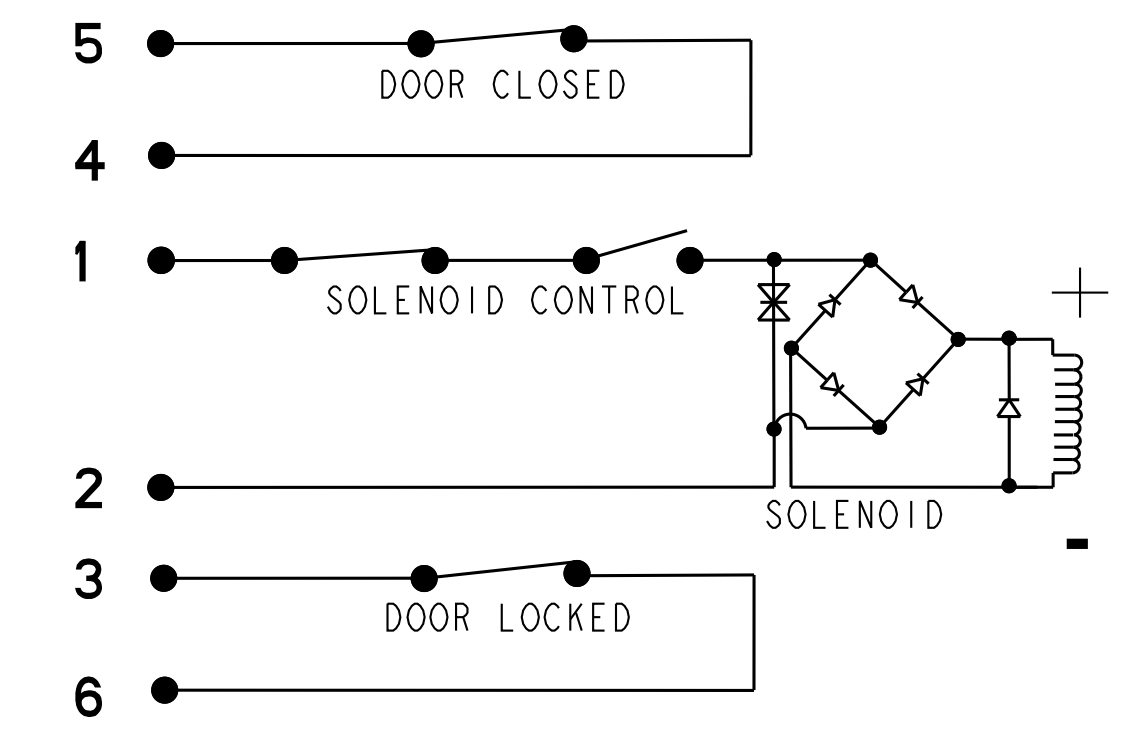 5
DOOR CLOSED
4
1
SOLENOID CONTROL
2
SOLENOID
3
DOOR LOCKED
6
+
-